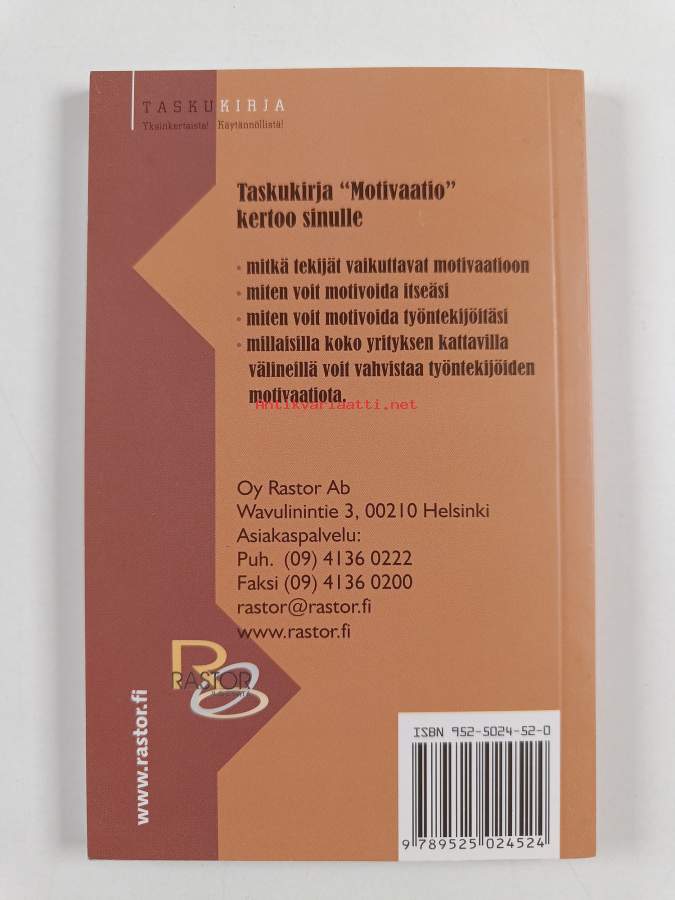 TASKUKIRJA
Yksinkertaista! Käytännöllistä!
Taskukirja “Motivaatio”
kertoo sinulle
• mitkä tekijät vaikuttavat motivaatioon
• miten voit motivoida itseäsi
• miten voit motivoida työntekijöitäsi
• millaisilla koko yrityksen kattavilla
välineillä voit vahvistaa työntekijöiden
motivaatiota.
Antikvariaatti.net
Oy Rastor Ab
Wavulinintie 3, 00210 Helsinki
Asiakaspalvelu:
Puh. (09) 4136 0222
Faksi (09) 4136 0200
rastor@rastor.fi
www.rastor.fi
RASTOR
www.rastor.fi
ISBN 952-5024-52-0
9 789525 024524